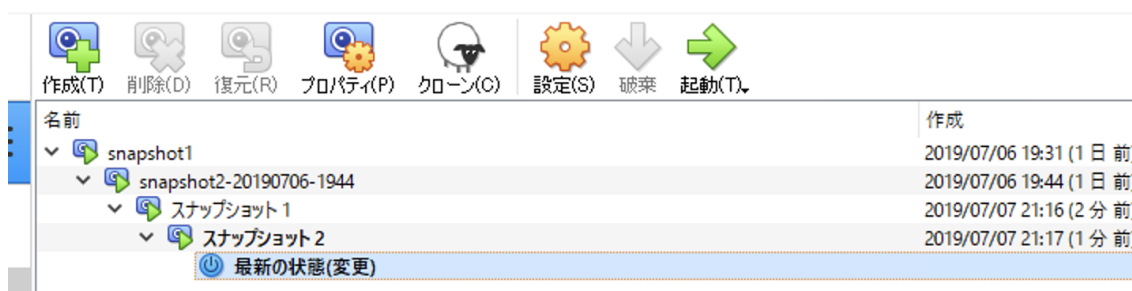 作成(T) 削除(D) 復元(R) プロパティ(P) クローン(C) 設定(S) 破棄 起動(T)
名前 作成
snapshot1 2019/07/06 19:31 (1 日 前)
snapshot2-20190706-1944 2019/07/06 19:44 (1 日 前)
スナップショット 1 2019/07/07 21:16 (2 分 前)
スナップショット 2 2019/07/07 21:17 (1 分 前)
最新の状態(変更)